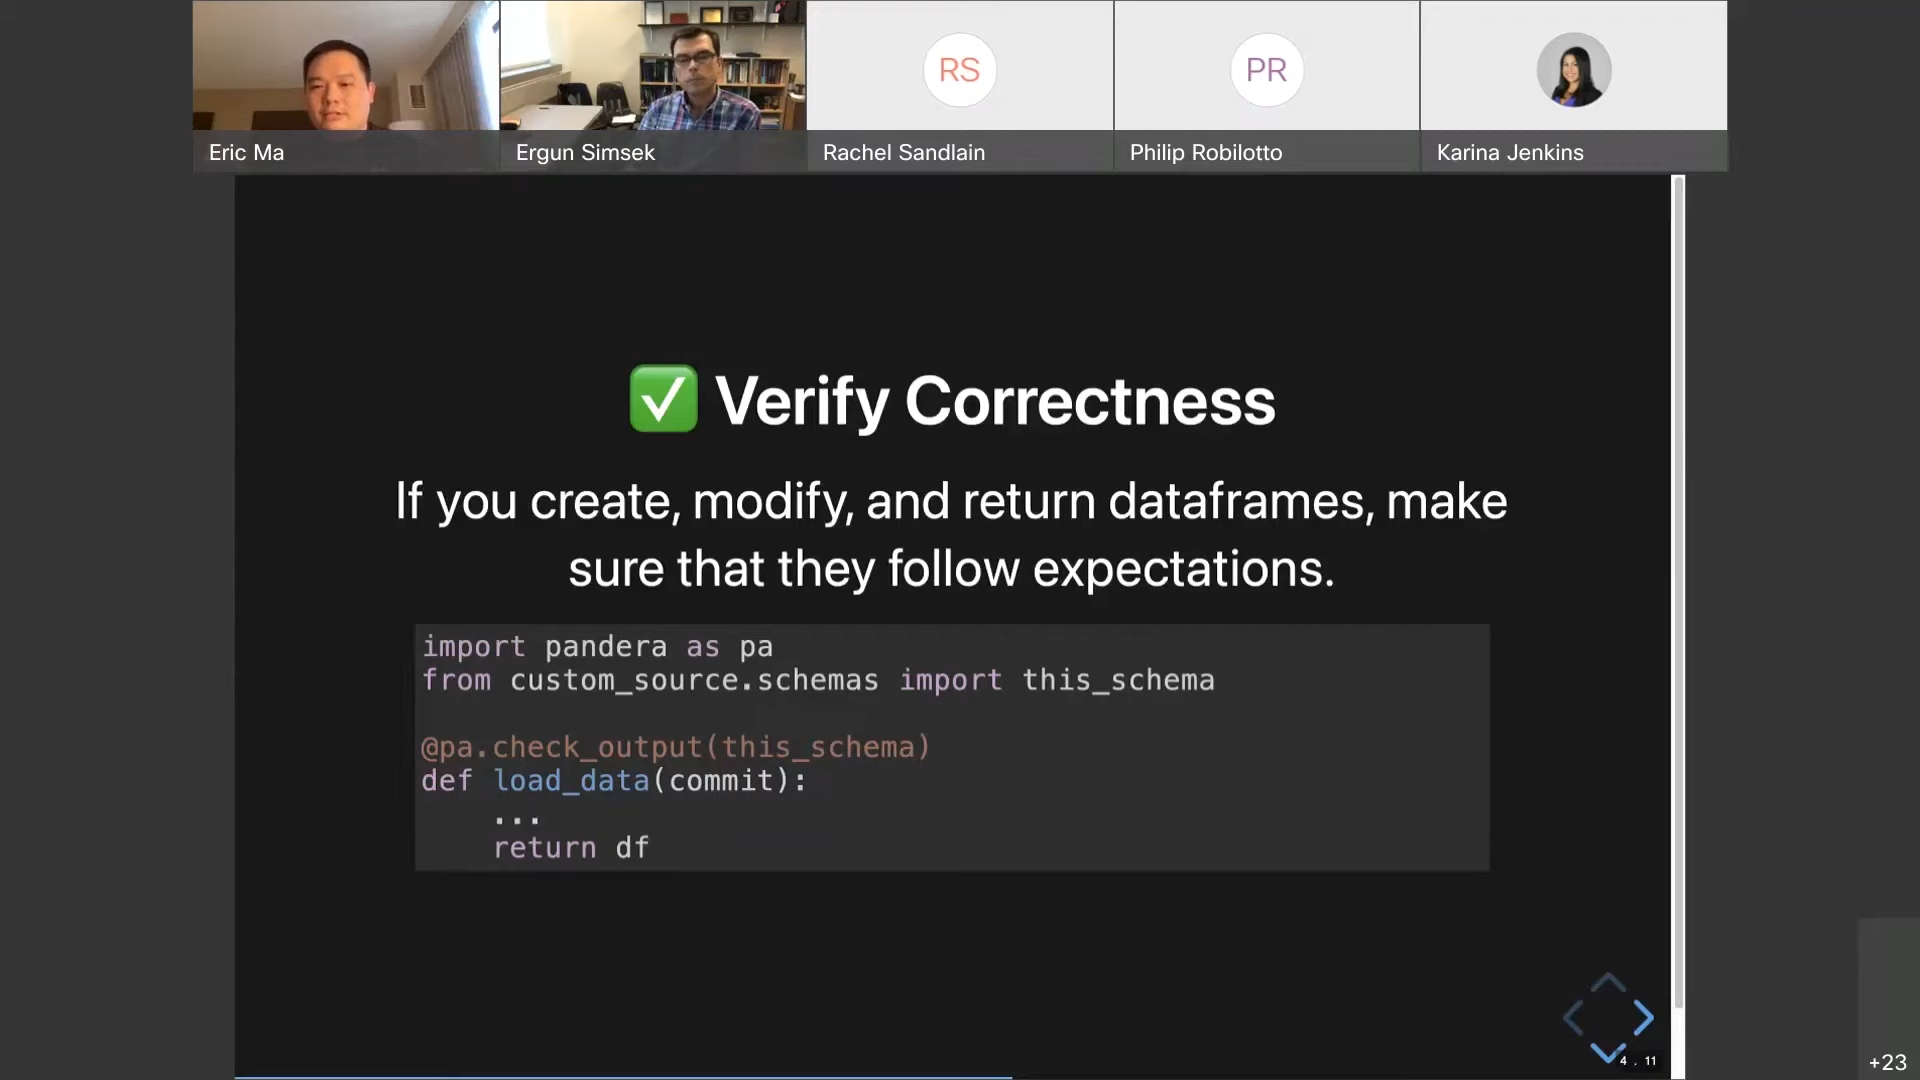 RS
PR
Eric Ma
Ergun Simsek
Rachel Sandlain
Philip Robilotto
Karina Jenkins
✅ Verify Correctness
If you create, modify, and return dataframes, make
sure that they follow expectations.
import pandera as pa
from custom_source.schemas import this_schema
@pa.check_output(this_schema)
def load_data(commit):
    ...
    return df
4 . 11
+23